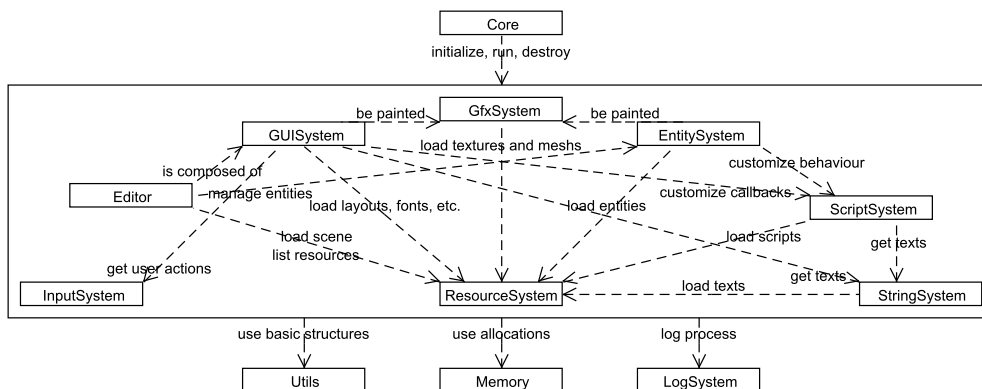 Core
initialize, run, destroy
GfxSystem
be painted
be painted
GUISystem
EntitySystem
load textures and meshs
customize behaviour
is composed of
Editor
manage entities
customize callbacks
load layouts, fonts, etc.
load entities
ScriptSystem
load scene
list resources
load scripts
get texts
get user actions
get texts
InputSystem
ResourceSystem
load texts
StringSystem
use basic structures
use allocations
log process
Utils
Memory
LogSystem